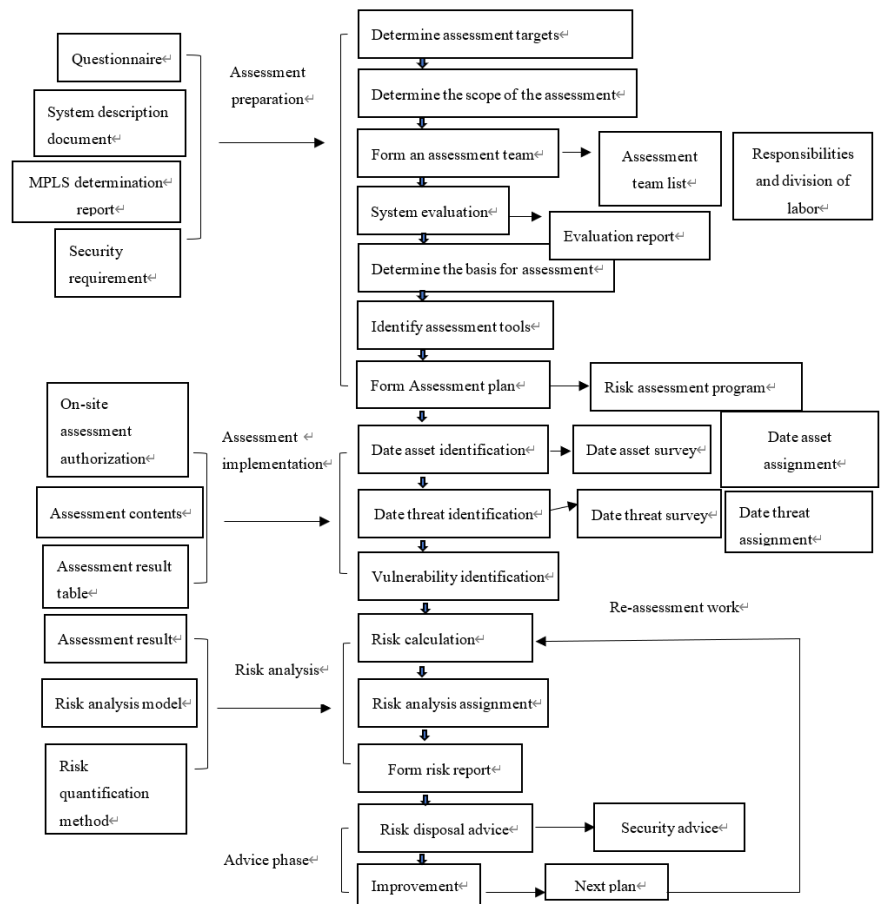 Questionnaire↵
System description
document↵
MPLS determination↵
report↵
Security
requirement↵
Assessment
preparation↵
Determine assessment targets↵
Determine the scope of the assessment↵
Form an assessment team↵
Assessment
team list↵
Responsibilities
and division of
labor↵
System evaluation↵
Evaluation report↵
Determine the basis for assessment↵
Identify assessment tools↵
Form Assessment plan↵
Risk assessment program↵
On-site
assessment
authorization↵
Assessment contents↵
Assessment result
table↵
Assessment ↵
implementation↵
Date asset identification↵
Date asset survey↵
Date asset
assignment↵
Date threat identification↵
Date threat survey↵
Date threat
assignment↵
Vulnerability identification↵
Re-assessment work↵
Assessment result↵
Risk analysis model↵
Risk
quantification
method↵
Risk analysis↵
Risk calculation↵
Risk analysis assignment↵
Form risk report↵
Advice phase↵
Risk disposal advice↵
Security advice↵
Improvement↵
Next plan↵